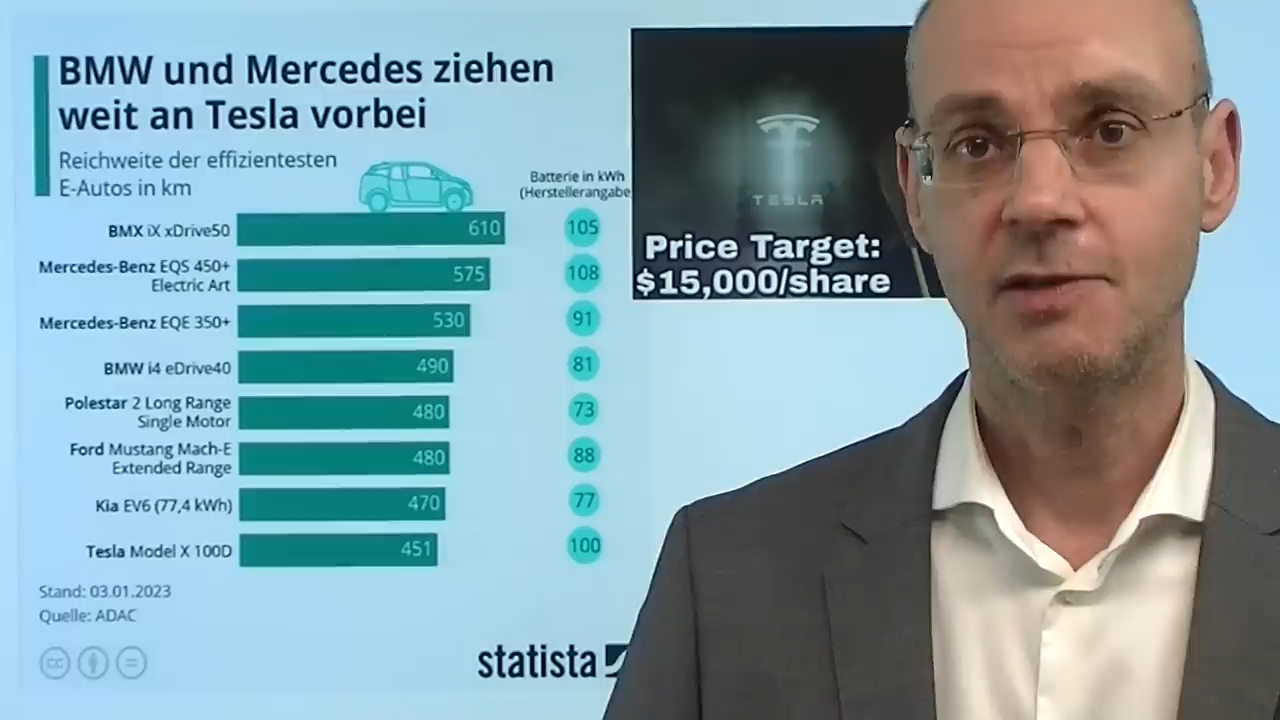 BMW und Mercedes ziehen
weit an Tesla vorbei
Reichweite der effizientesten
E-Autos in km
Batterie in kWh
(Herstellerangabe
BMX iX xDrive50
610
105
Mercedes-Benz EQS 450+
Electric Art
575
108
Mercedes-Benz EQE 350+
530
91
BMW i4 eDrive40
490
81
Polestar 2 Long Range
Single Motor
480
73
Ford Mustang Mach-E
Extended Range
480
88
Kia EV6 (77,4 kWh)
470
77
Tesla Model X 100D
451
100
Stand: 03.01.2023
Quelle: ADAC
cc
statista
TESLA
Price Target:
$15,000/share